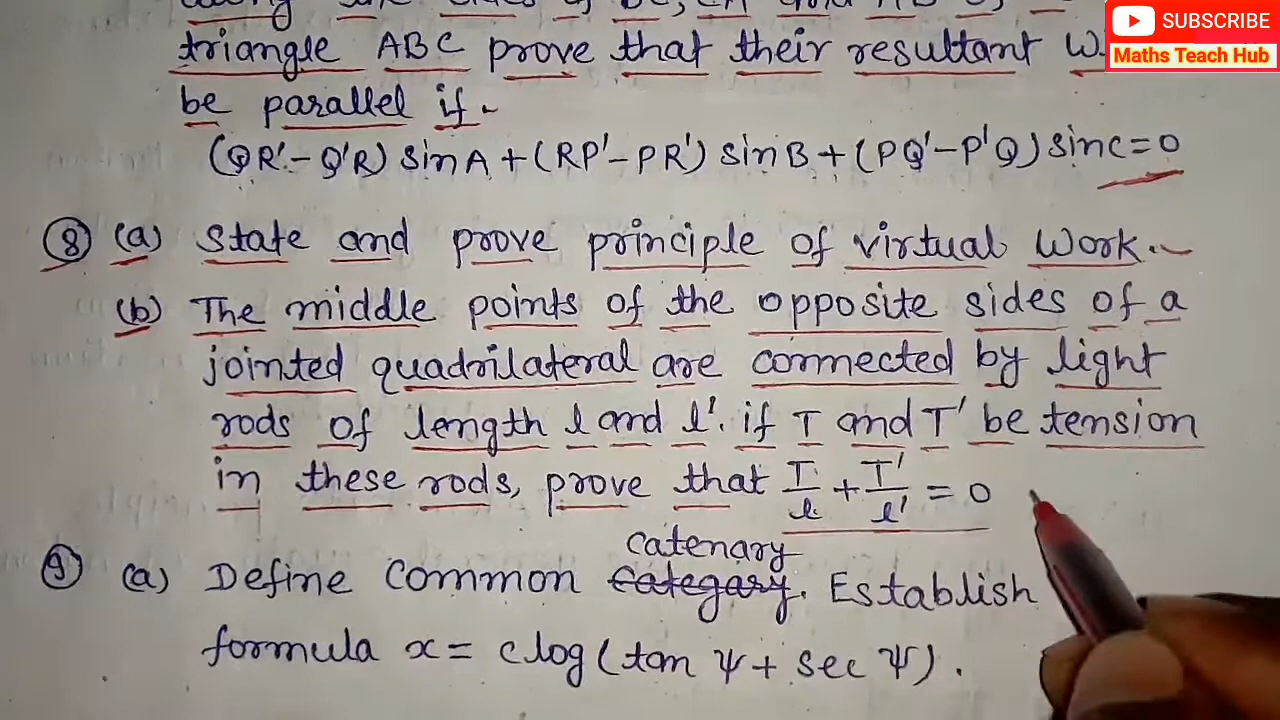 SUBSCRIBE
Maths Teach Hub
triangle ABC prove that their resultant
be parallel if
(QR'-Q'R) sinA+(RP'-PR') sinB+(PQ'-P'Q) sinc=0
8 (a) State and prove principle of virtual Work.
(b) The middle points of the opposite sides of a
jointed quadrilateral are connected by light
rods of length l and l'. if T and T' be tension
in these rods, prove that T/l + T'/l' = 0
catenary
9 (a) Define common categary. Establish
formula x = c log (tan ψ + sec ψ).